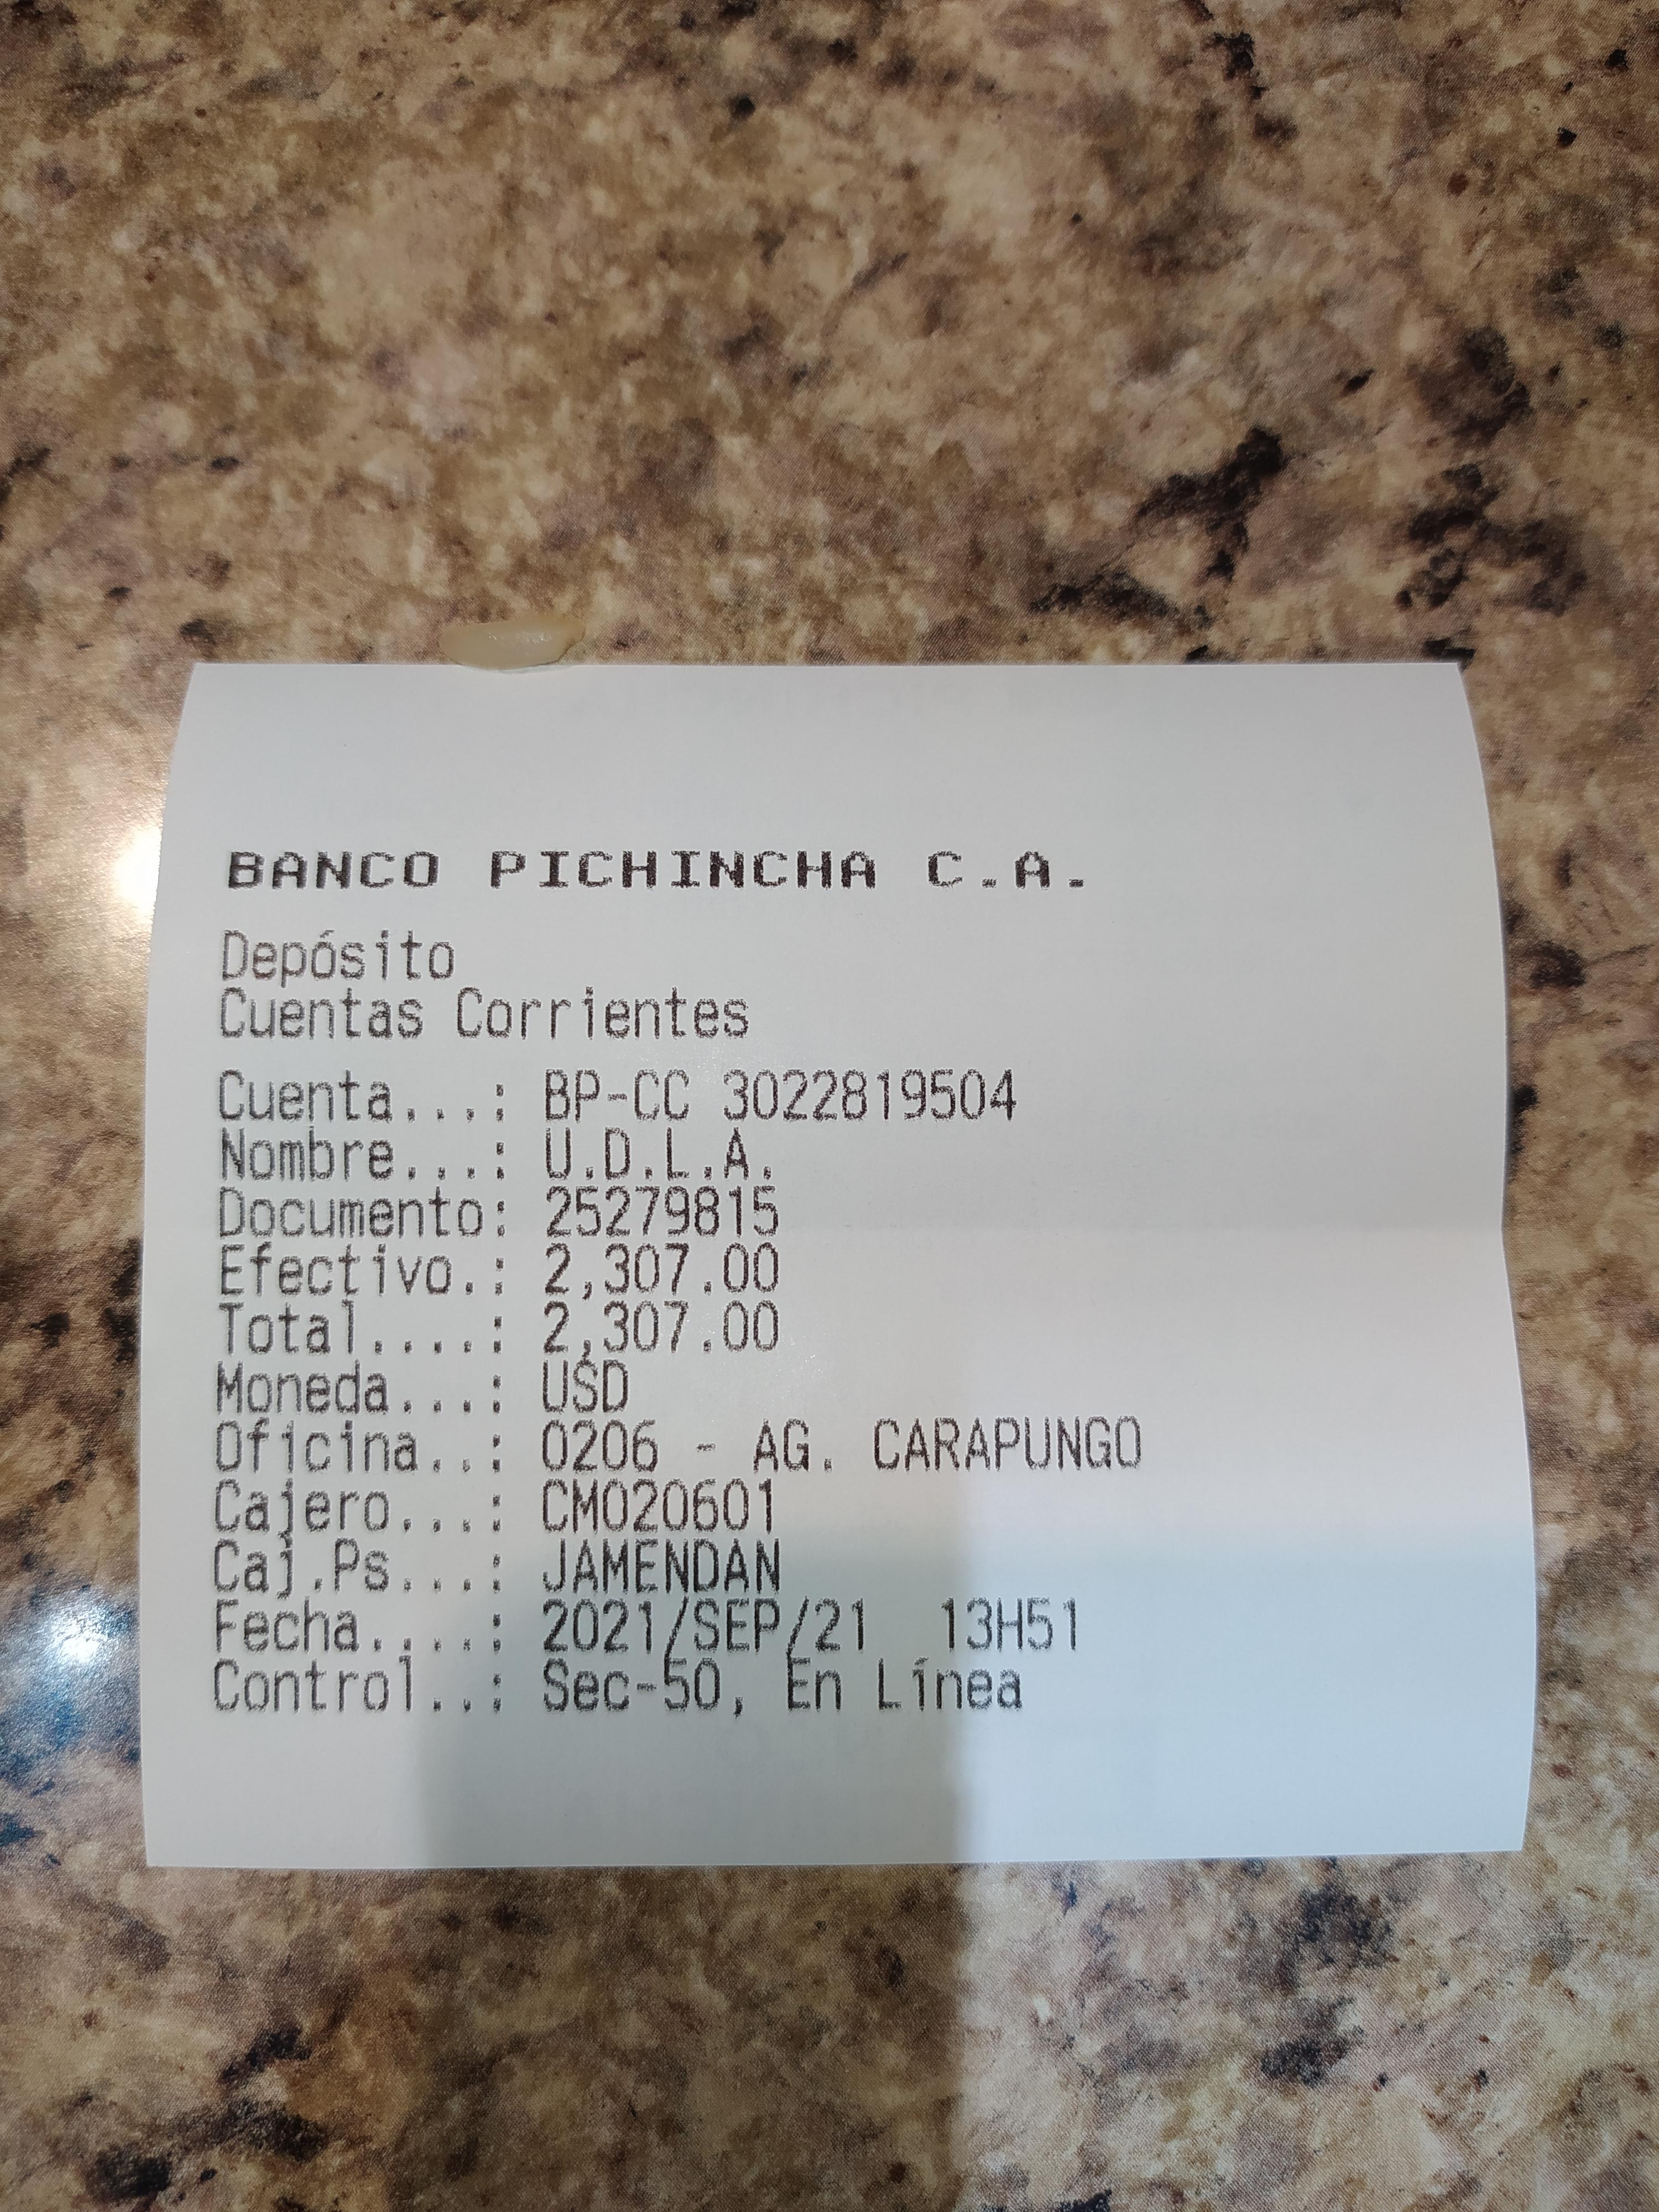 BANCO PICHINCHA C.A.
Depósito
Cuentas Corrientes
Cuenta...: BP-CC 3022819504
Nombre...: U.D.L.A.
Documento: 25279815
Efectivo.: 2,307.00
Total....: 2,307.00
Moneda...: USD
Oficina..: 0206 - AG. CARAPUNGO
Cajero...: CM020601
Caj.Ps...: JAMENDAN
Fecha....: 2021/SEP/21 13H51
Control..: Sec-50, En Línea